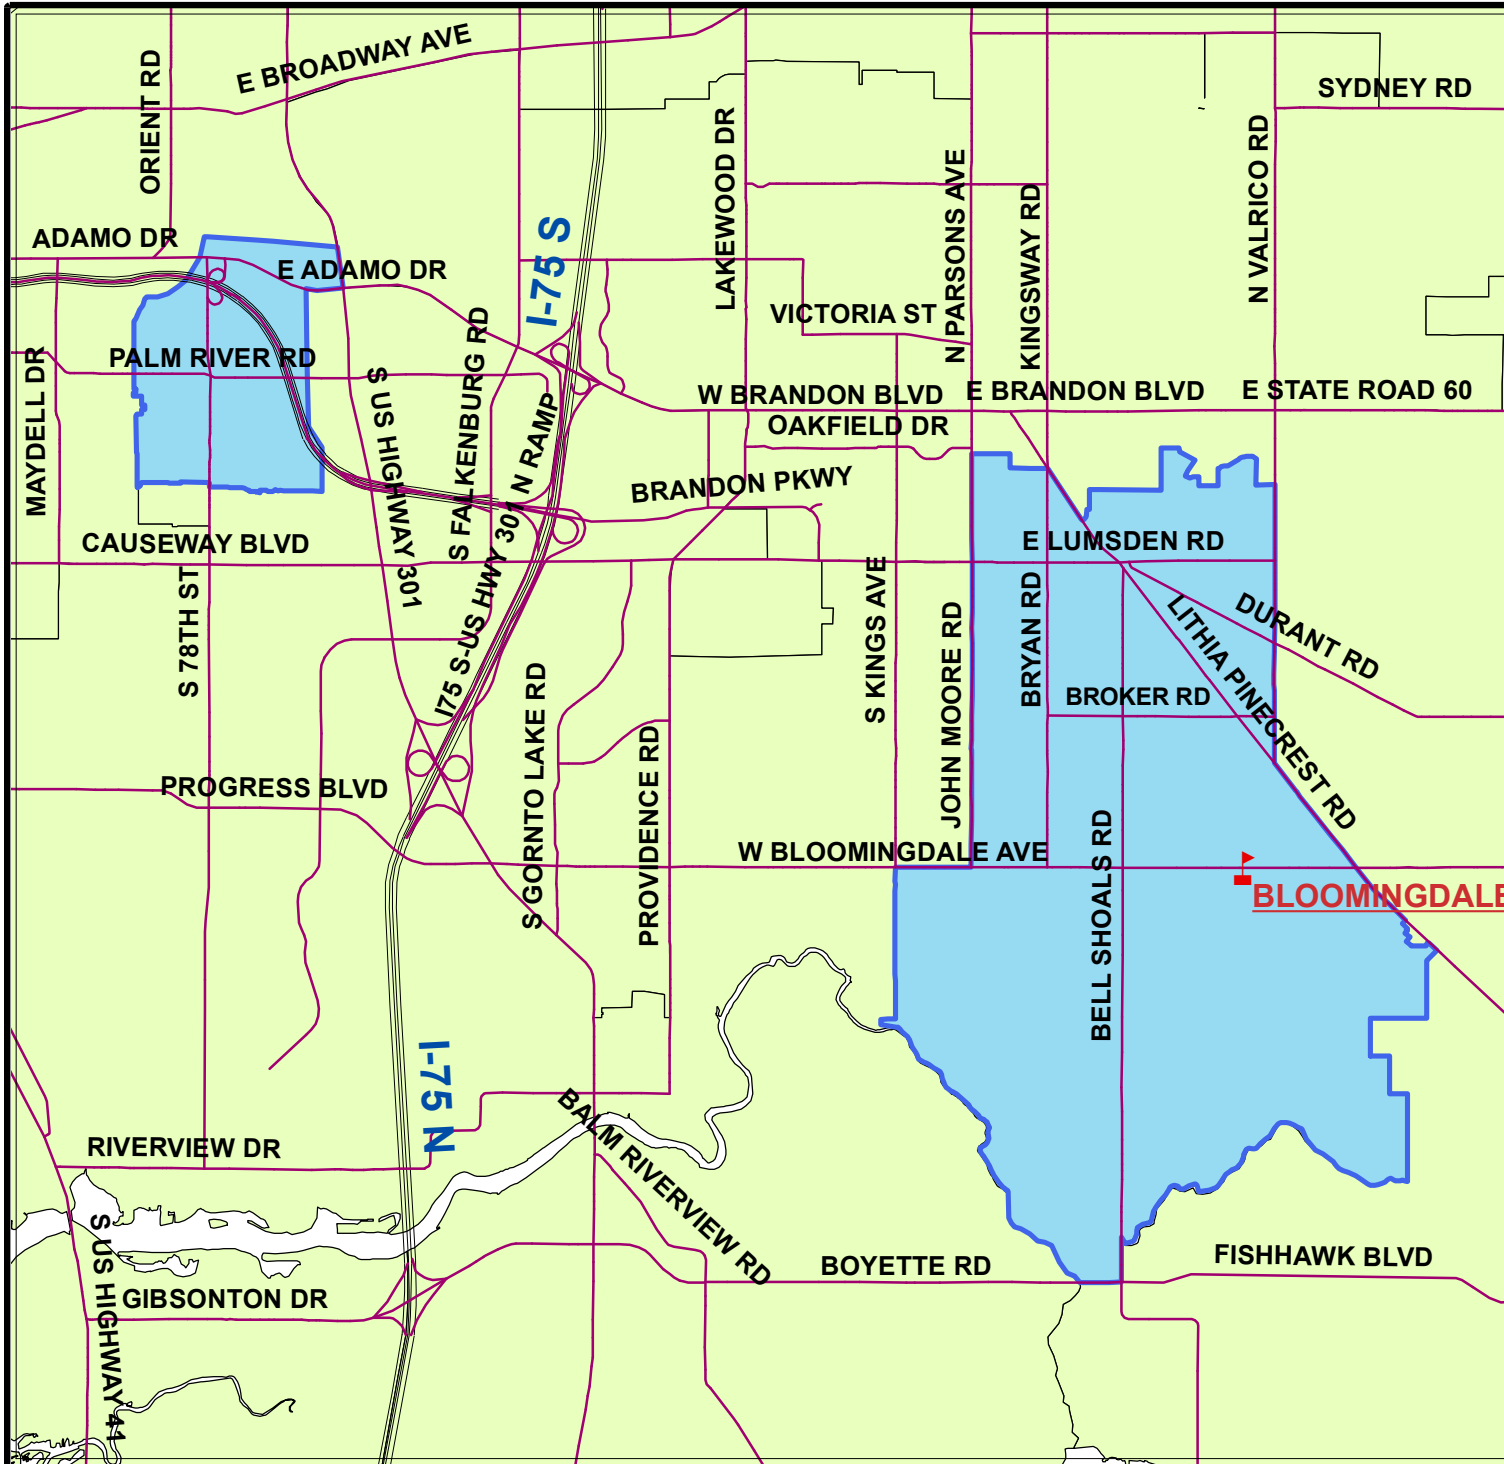 E BROADWAY AVE
ORIENT RD
SYDNEY RD
LAKEWOOD DR
N PARSONS AVE
KINGSWAY RD
N VALRICO RD
ADAMO DR
E ADAMO DR
I-75 S
VICTORIA ST
MAYDELL DR
PALM RIVER RD
S US HIGHWAY 301
S FALKENBURG RD
W BRANDON BLVD
E BRANDON BLVD
E STATE ROAD 60
OAKFIELD DR
BRANDON PKWY
I75 S-US HWY 301 N RAMP
CAUSEWAY BLVD
E LUMSDEN RD
S 78TH ST
S KINGS AVE
JOHN MOORE RD
BRYAN RD
LITHIA PINECREST RD
DURANT RD
BROKER RD
S GORNTO LAKE RD
PROVIDENCE RD
PROGRESS BLVD
W BLOOMINGDALE AVE
BELL SHOALS RD
BLOOMINGDALE
I-75 N
RIVERVIEW DR
BALM RIVERVIEW RD
S US HIGHWAY 41
BOYETTE RD
FISHHAWK BLVD
GIBSONTON DR